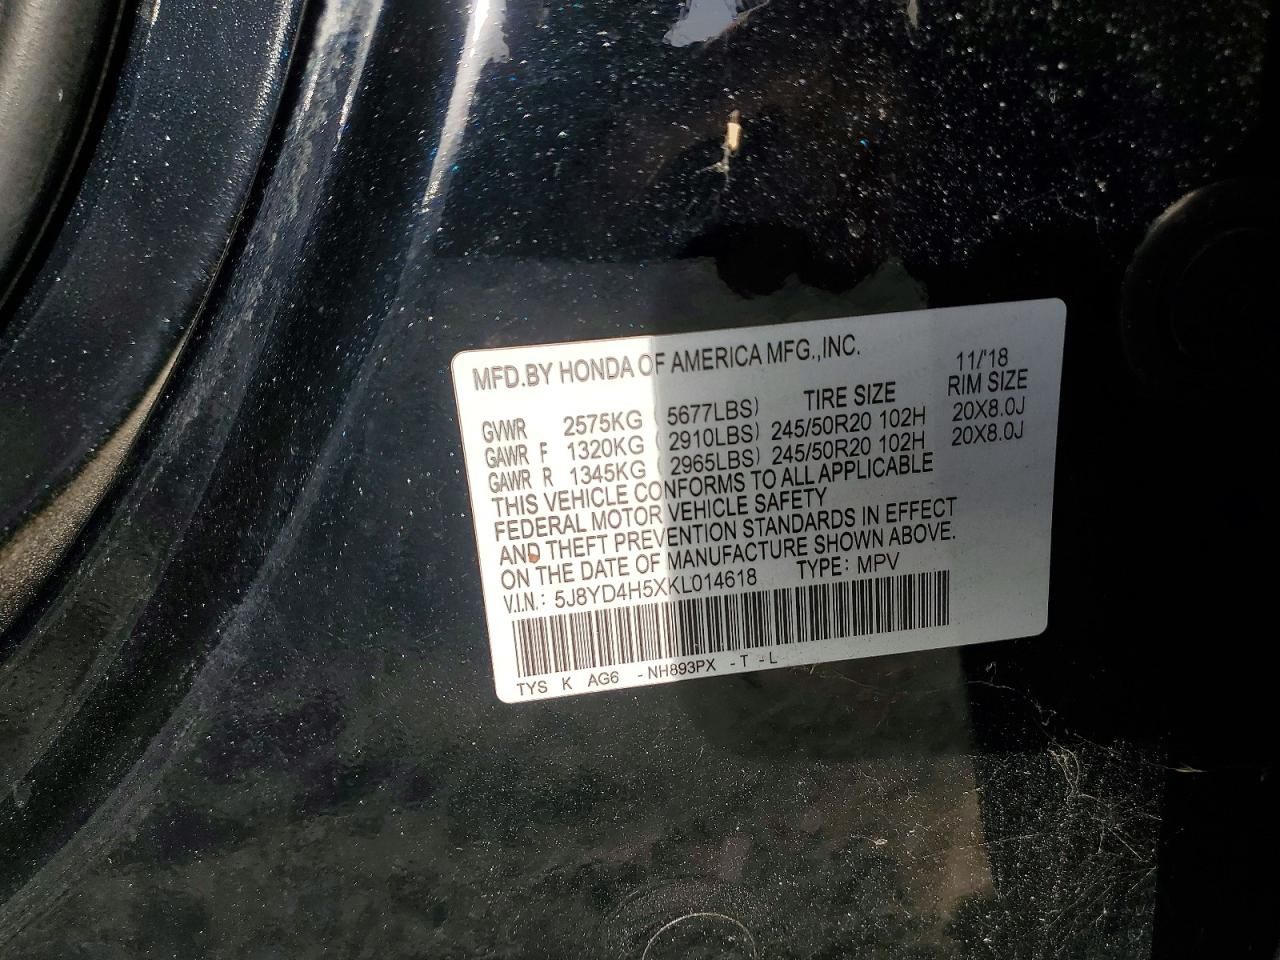 MFD.BY HONDA OF AMERICA MFG.,INC. 11/'18
TIRE SIZE RIM SIZE
GVWR 2575KG ( 5677LBS)
GAWR F 1320KG ( 2910LBS) 245/50R20 102H 20X8.0J
GAWR R 1345KG ( 2965LBS) 245/50R20 102H 20X8.0J
THIS VEHICLE CONFORMS TO ALL APPLICABLE
FEDERAL MOTOR VEHICLE SAFETY
AND THEFT PREVENTION STANDARDS IN EFFECT
ON THE DATE OF MANUFACTURE SHOWN ABOVE.
V.I.N.: 5J8YD4H5XKL014618 TYPE: MPV
TYS K AG6 -NH893PX -T -L